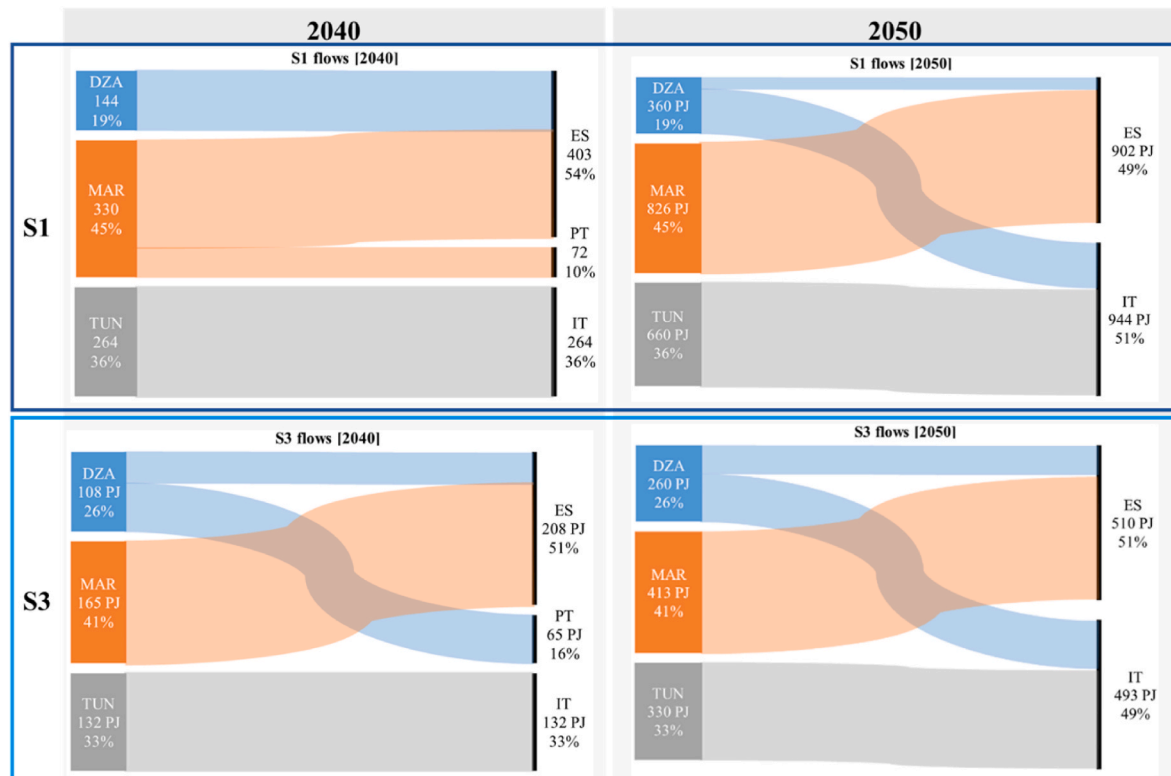 2040
2050
S1
S1 flows [2040]
DZA
144
19%
MAR
330
45%
TUN
264
36%
ES
403
54%
PT
72
10%
IT
264
36%
S1 flows [2050]
DZA
360 PJ
19%
MAR
826 PJ
45%
TUN
660 PJ
36%
ES
902 PJ
49%
IT
944 PJ
51%
S3
S3 flows [2040]
DZA
108 PJ
26%
MAR
165 PJ
41%
TUN
132 PJ
33%
ES
208 PJ
51%
PT
65 PJ
16%
IT
132 PJ
33%
S3 flows [2050]
DZA
260 PJ
26%
MAR
413 PJ
41%
TUN
330 PJ
33%
ES
510 PJ
51%
IT
493 PJ
49%